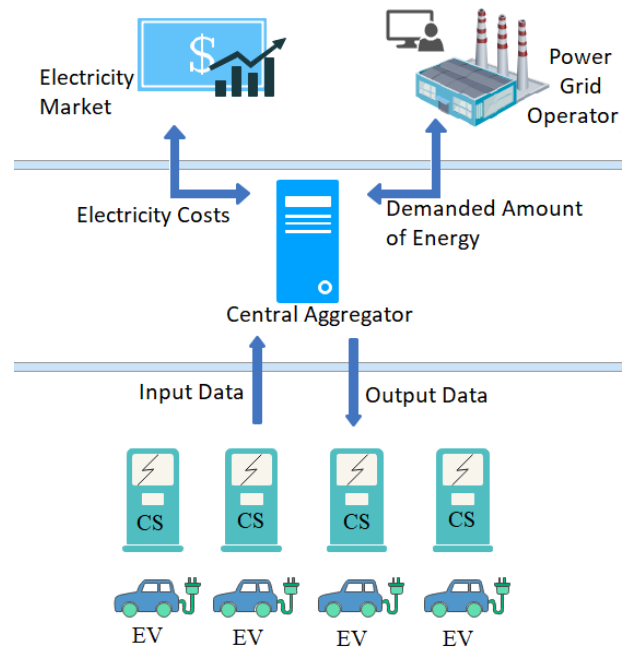 $
Electricity
Market
Power
Grid
Operator
Electricity Costs
Demanded Amount
of Energy
Central Aggregator
Input Data
Output Data
CS
CS
CS
CS
EV
EV
EV
EV